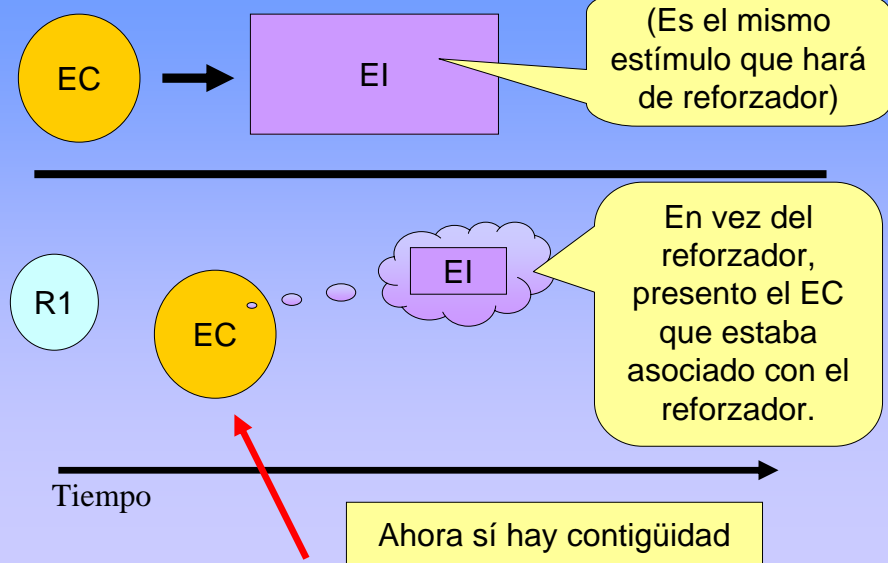 EC
EI
(Es el mismo
estímulo que hará
de reforzador)
R1
EC
EI
En vez del
reforzador,
presento el EC
que estaba
asociado con el
reforzador.
Tiempo
Ahora sí hay contigüidad